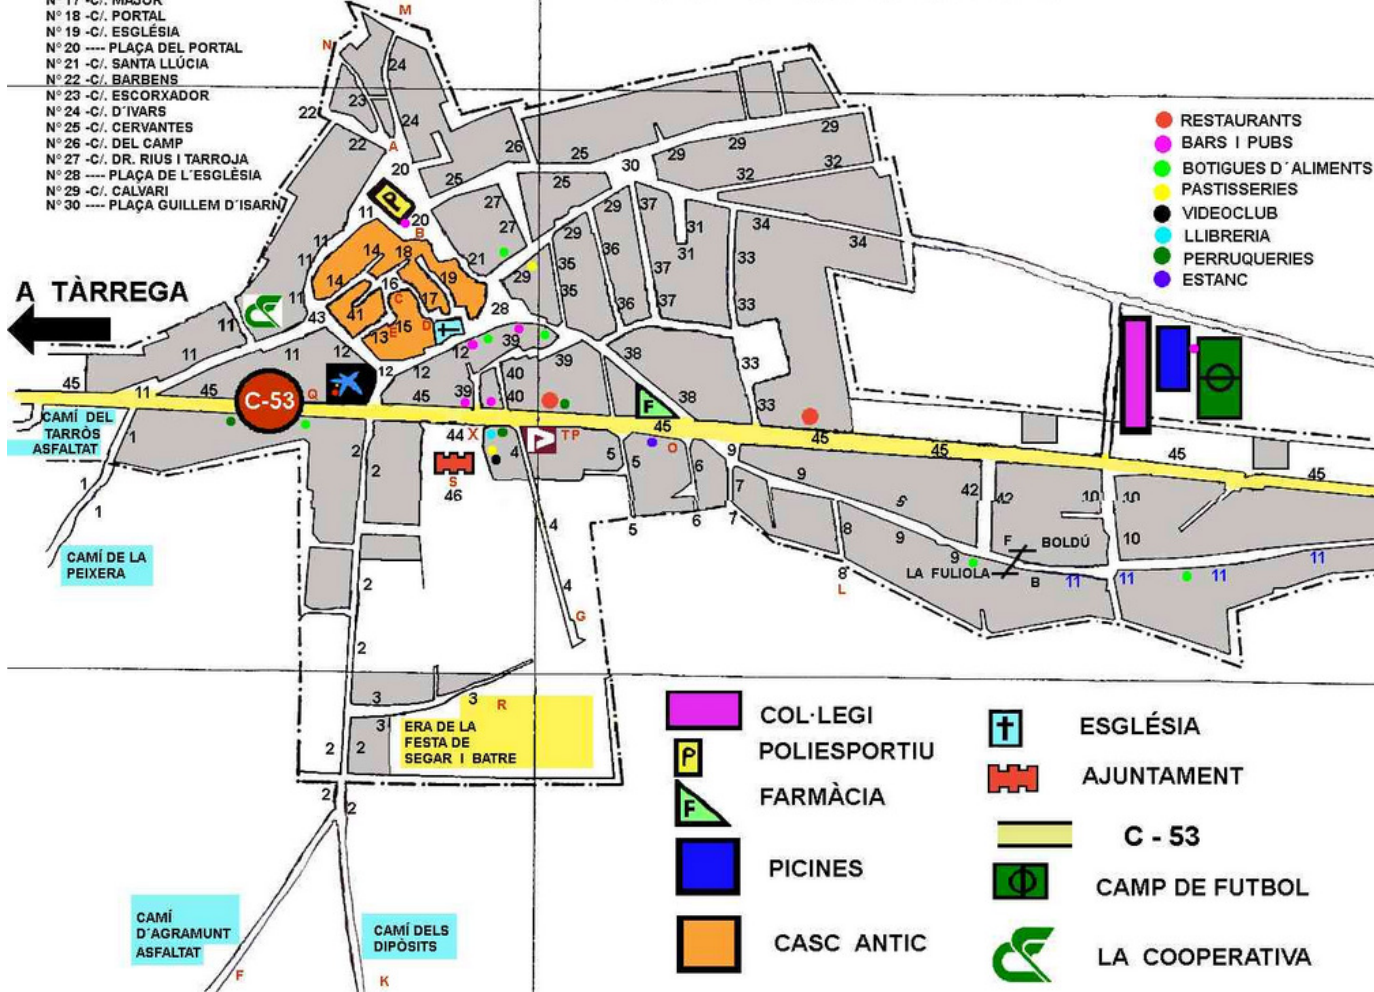 Nº 17 -C/. MAJOR
Nº 18 -C/. PORTAL
Nº 19 -C/. ESGLÉSIA
Nº 20 ---- PLAÇA DEL PORTAL
Nº 21 -C/. SANTA LLÚCIA
Nº 22 -C/. BARBENS
Nº 23 -C/. ESCORXADOR
Nº 24 -C/. D´IVARS
Nº 25 -C/. CERVANTES
Nº 26 -C/. DEL CAMP
Nº 27 -C/. DR. RIUS I TARROJA
Nº 28 ---- PLAÇA DE L´ESGLÈSIA
Nº 29 -C/. CALVARI
Nº 30 ---- PLAÇA GUILLEM D´ISARN
RESTAURANTS
BARS I PUBS
BOTIGUES D´ALIMENTS
PASTISSERIES
VIDEOCLUB
LLIBRERIA
PERRUQUERIES
ESTANC
A TÀRREGA
C-53
CAMÍ DEL
TARRÒS
ASFALTAT
CAMÍ DE LA
PEIXERA
F BOLDÚ
LA FULIOLA
B
ERA DE LA
FESTA DE
SEGAR I BATRE
CAMÍ
D´AGRAMUNT
ASFALTAT
CAMÍ DELS
DIPÒSITS
COL·LEGI
P POLIESPORTIU
F FARMÀCIA
PICINES
CASC ANTIC
ESGLÉSIA
AJUNTAMENT
C - 53
CAMP DE FUTBOL
LA COOPERATIVA